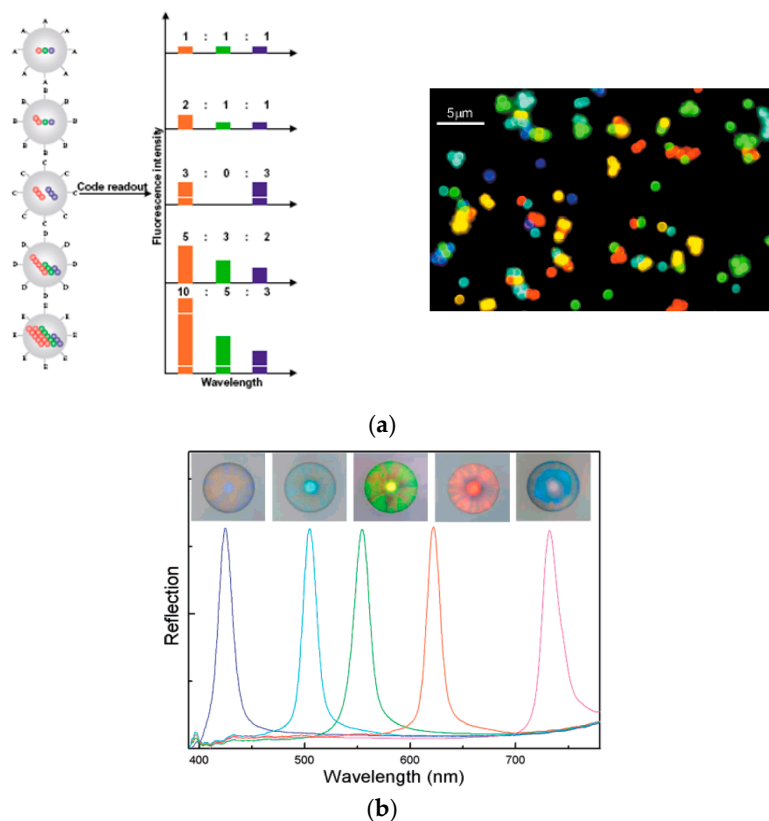 A A A A A A A A
B B B B B B B B
C C C C C C C C
D D D D D D D D
E E E E E E E E
Code readout
Fluorescence intensity
1 : 1 : 1
2 : 1 : 1
3 : 0 : 3
5 : 3 : 2
10 : 5 : 3
Wavelength
5μm
(a)
Reflection
400 500 600 700
Wavelength (nm)
(b)